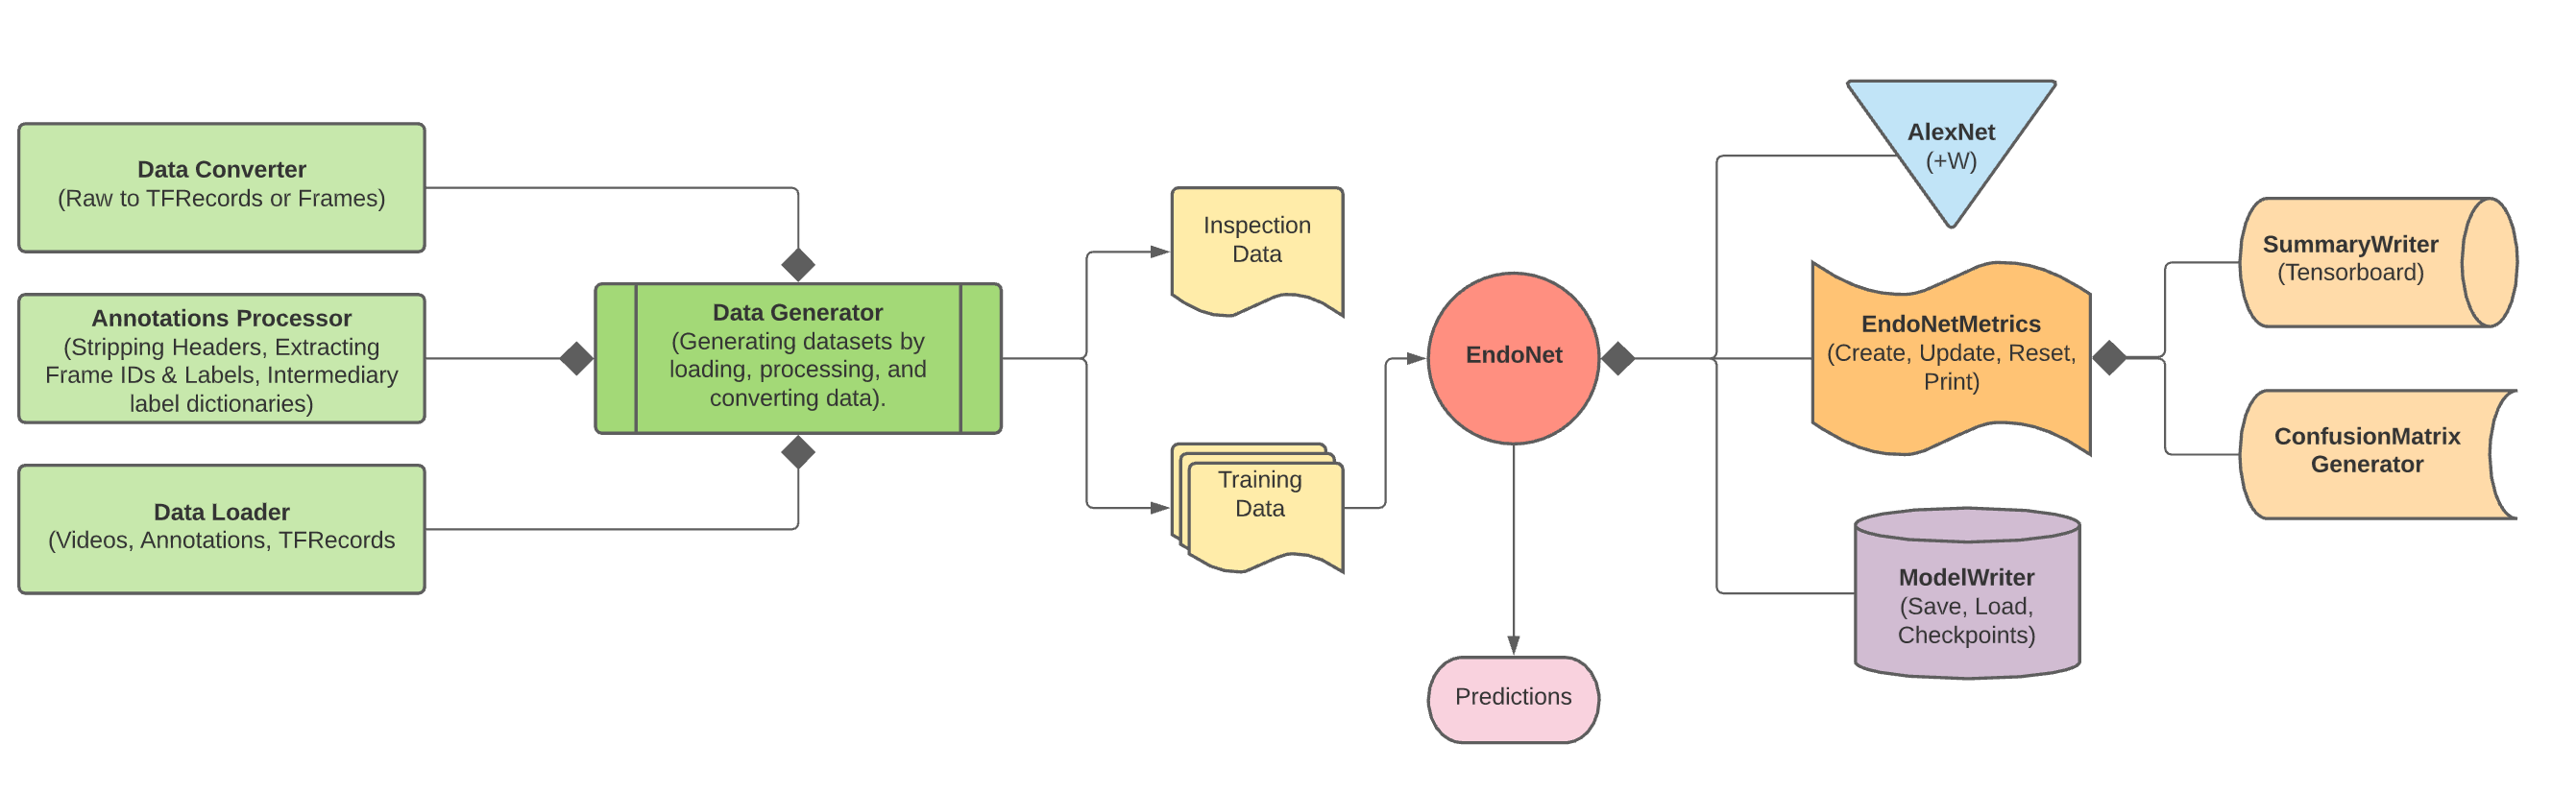 Data Converter
(Raw to TFRecords or Frames)
Annotations Processor
(Stripping Headers, Extracting
Frame IDs & Labels, Intermediary
label dictionaries)
Data Loader
(Videos, Annotations, TFRecords
Data Generator
(Generating datasets by
loading, processing, and
converting data).
Inspection
Data
Training
Data
EndoNet
Predictions
AlexNet
(+W)
EndoNetMetrics
(Create, Update, Reset,
Print)
ModelWriter
(Save, Load,
Checkpoints)
SummaryWriter
(Tensorboard)
ConfusionMatrix
Generator